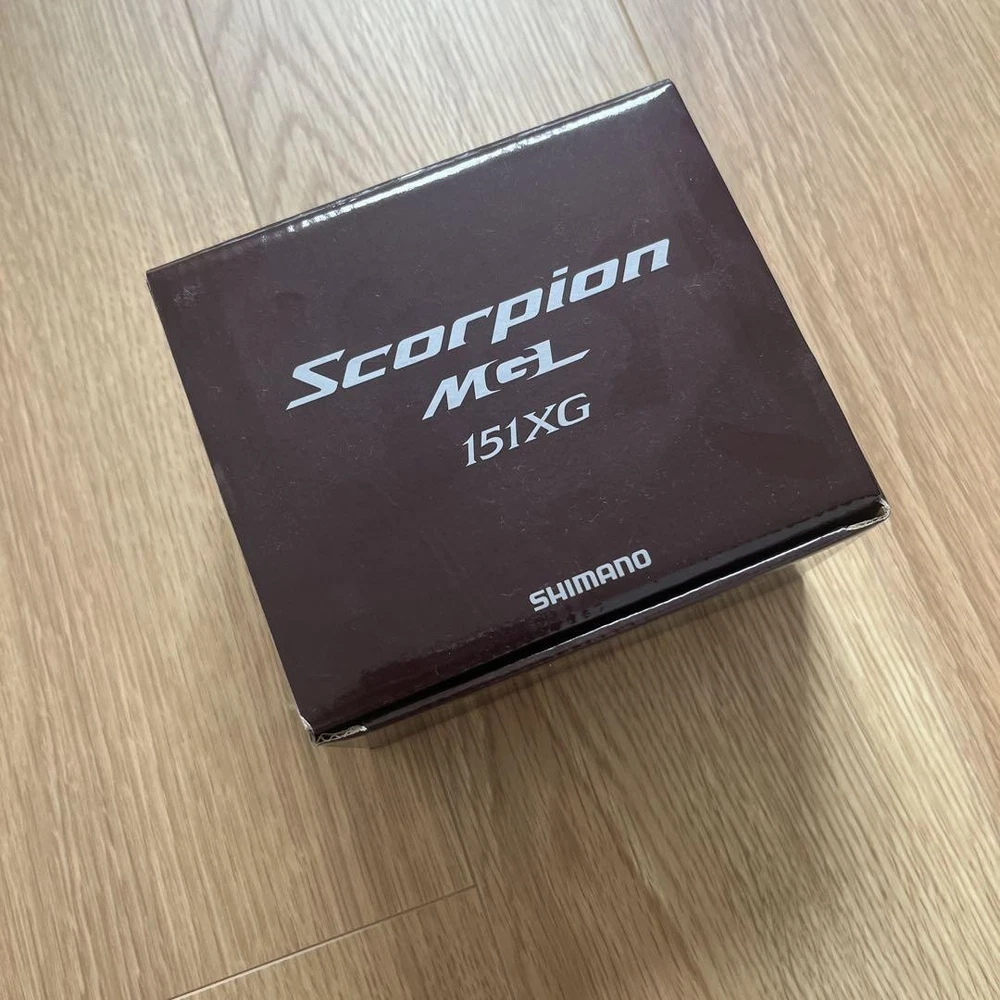 Scorpion
MGL
151XG
SHIMANO